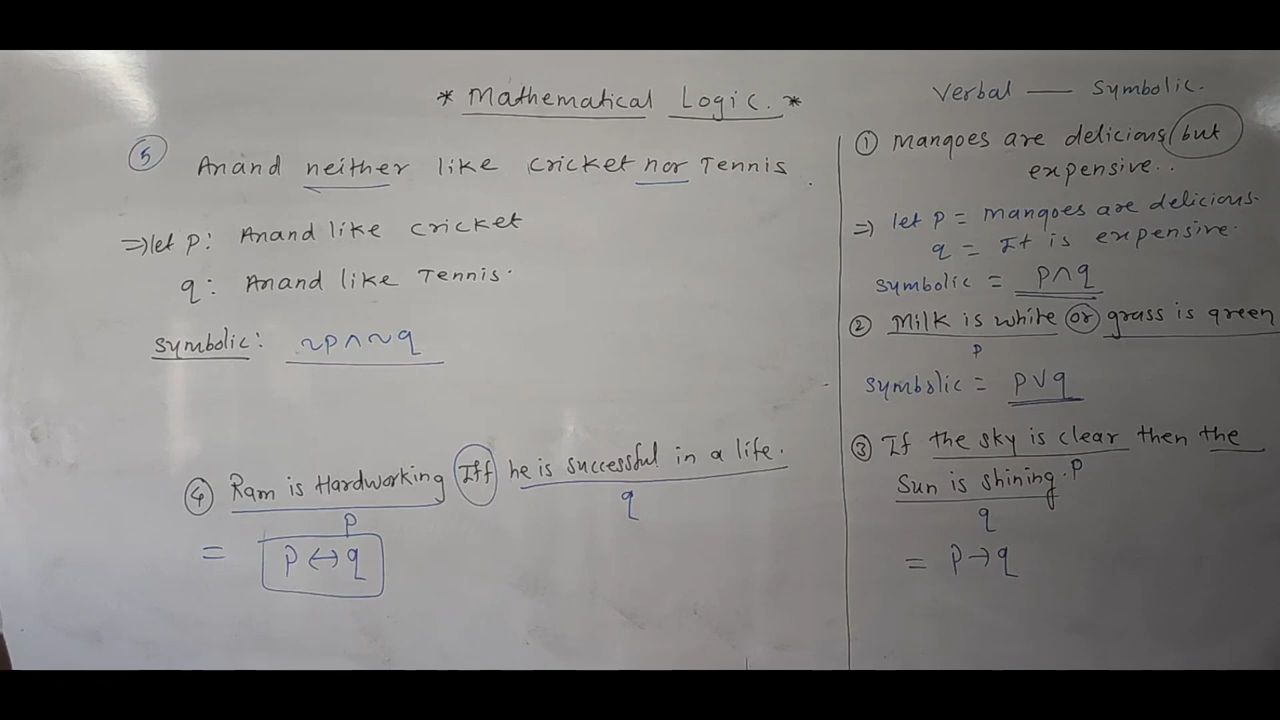 * Mathematical Logic. *
Verbal — Symbolic.
① Mangoes are delicious but
expensive..
⇒ let P = mangoes are delicious.
q = It is expensive.
Symbolic = P∧q
② Milk is white or grass is green
P
Symbolic = P∨q
③ If the sky is clear then the
Sun is shining. P
q
= P→q
④ Ram is Hardworking Iff he is successful in a life.
P q
= P↔q
⑤ Anand neither like cricket nor Tennis.
⇒ let P: Anand like cricket
q: Anand like Tennis.
Symbolic: ~P∧~q